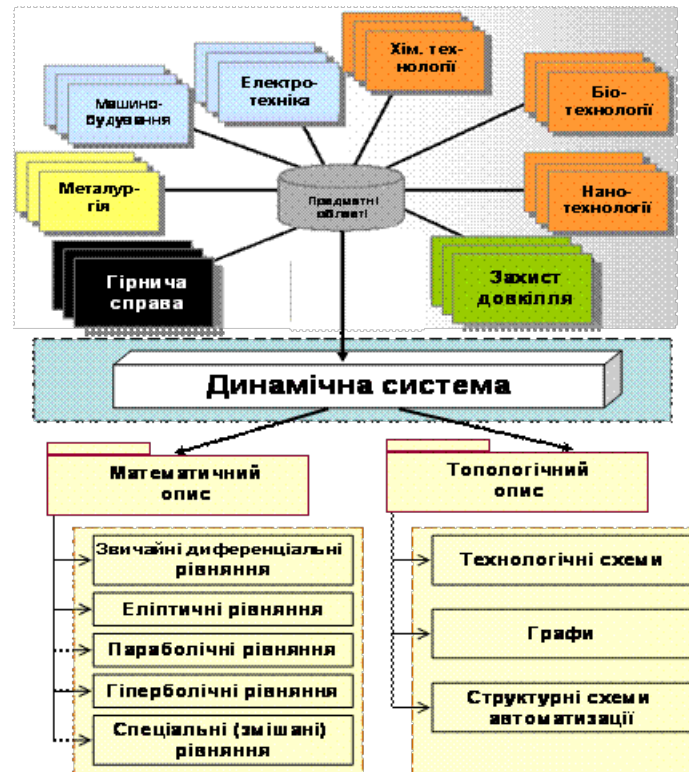 Хім. тех-
нології
Електро-
техніка
Машино-
будування
Біо-
технології
Металур-
гія
Предметні
області
Нано-
технології
Гірнича
справа
Захист
довкілля
Динамічна система
Математичний
опис
Топологічний
опис
Звичайні диференціальні
рівняння
Еліптичні рівняння
Параболічні рівняння
Гіперболічні рівняння
Спеціальні (змішані)
рівняння
Технологічні схеми
Графи
Структурні схеми
автоматизації